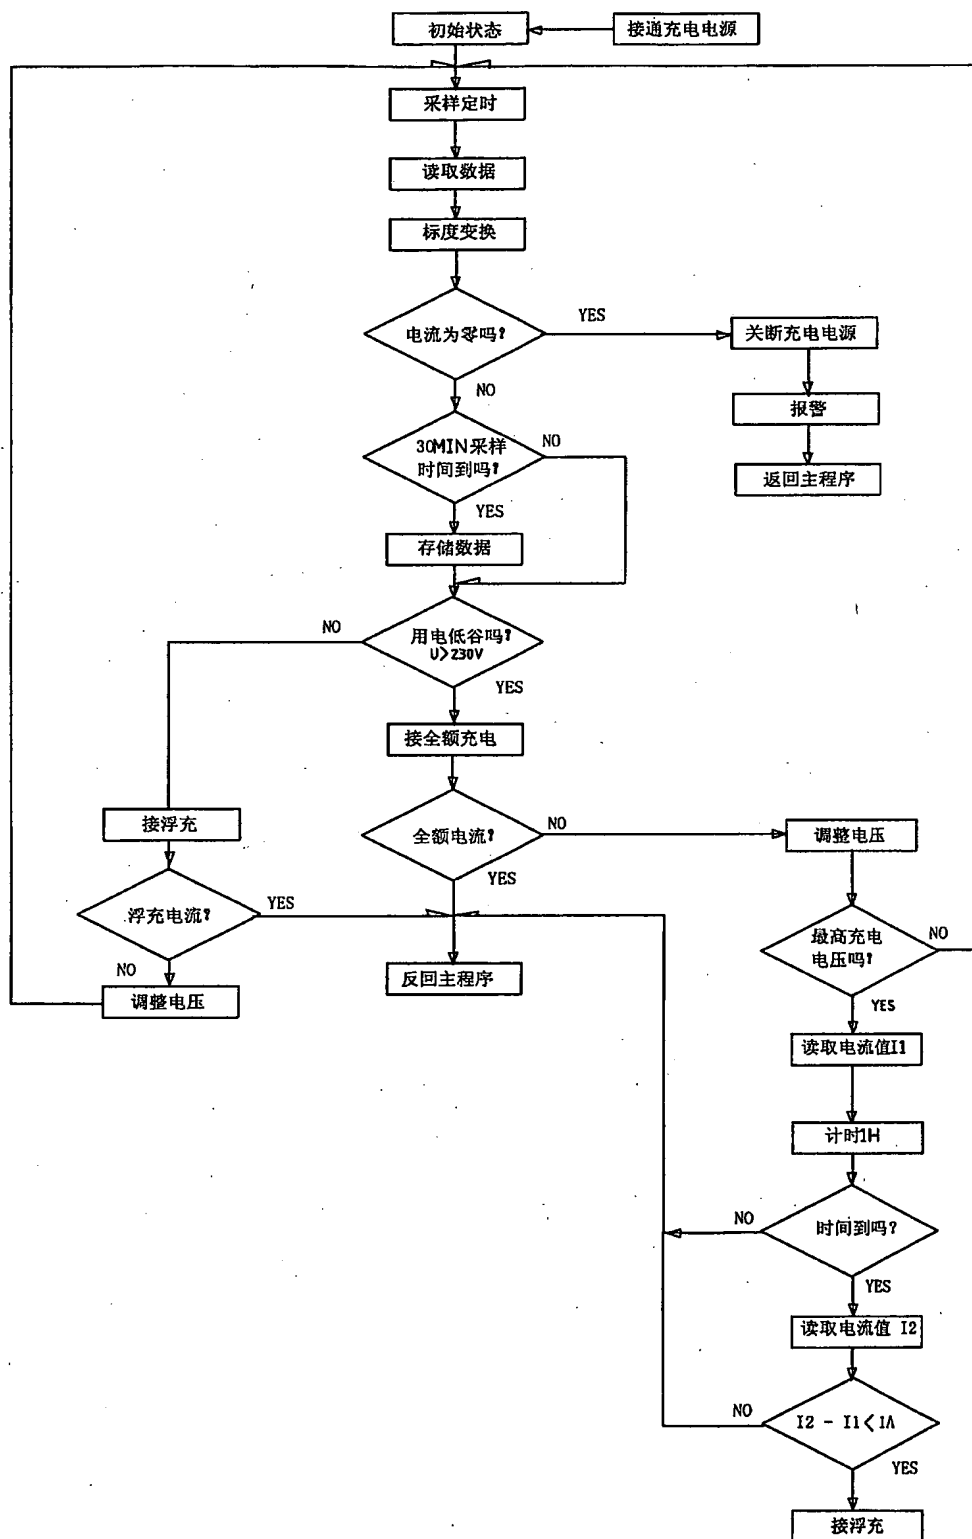 初始状态
接通充电电源
采样定时
读取数据
标度变换
电流为零吗?
YES
关断充电电源
NO
报警
30MIN采样
时间到吗?
NO
返回主程序
YES
存储数据
用电低谷吗?
U>230V
NO
YES
接全额充电
接浮充
全额电流?
NO
调整电压
YES
浮充电流?
YES
最高充电
电压吗?
NO
NO
反回主程序
调整电压
YES
读取电流值I1
计时1H
时间到吗?
NO
YES
读取电流值 I2
I2 - I1<1A
NO
YES
接浮充